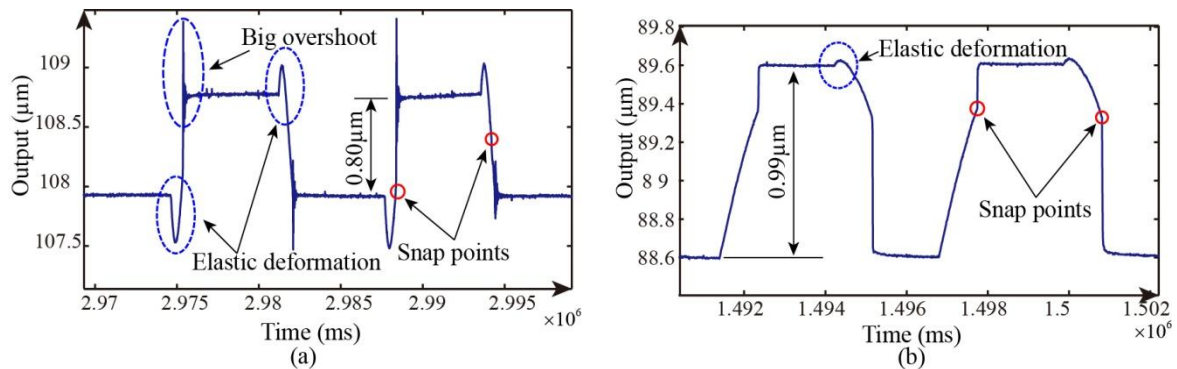 Output (μm)
109
108.5
108
107.5
Big overshoot
0.80μm
Elastic deformation
Snap points
2.97
2.975
2.98
2.985
2.99
2.995
×10⁶
Time (ms)
(a)
Output (μm)
89.8
89.6
89.4
89.2
89
88.8
88.6
Elastic deformation
0.99μm
Snap points
1.492
1.494
1.496
1.498
1.5
1.502
×10⁶
Time (ms)
(b)